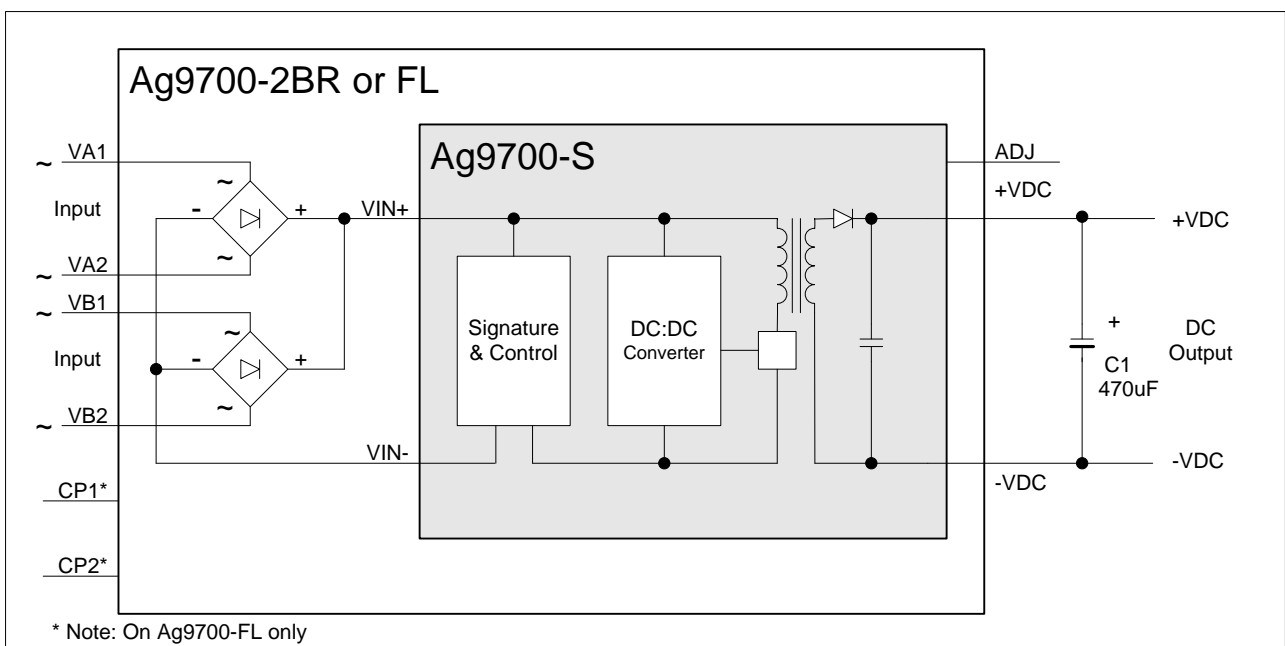 Ag9700-2BR or FL
Ag9700-S
~ VA1
Input
~ VA2
~ VB1
Input
~ VB2
CP1*
CP2*
~
-
+
~
~
-
+
~
VIN+
VIN-
Signature
& Control
DC:DC
Converter
ADJ
+VDC
-VDC
+VDC
+
C1
470uF
DC
Output
-VDC
* Note: On Ag9700-FL only